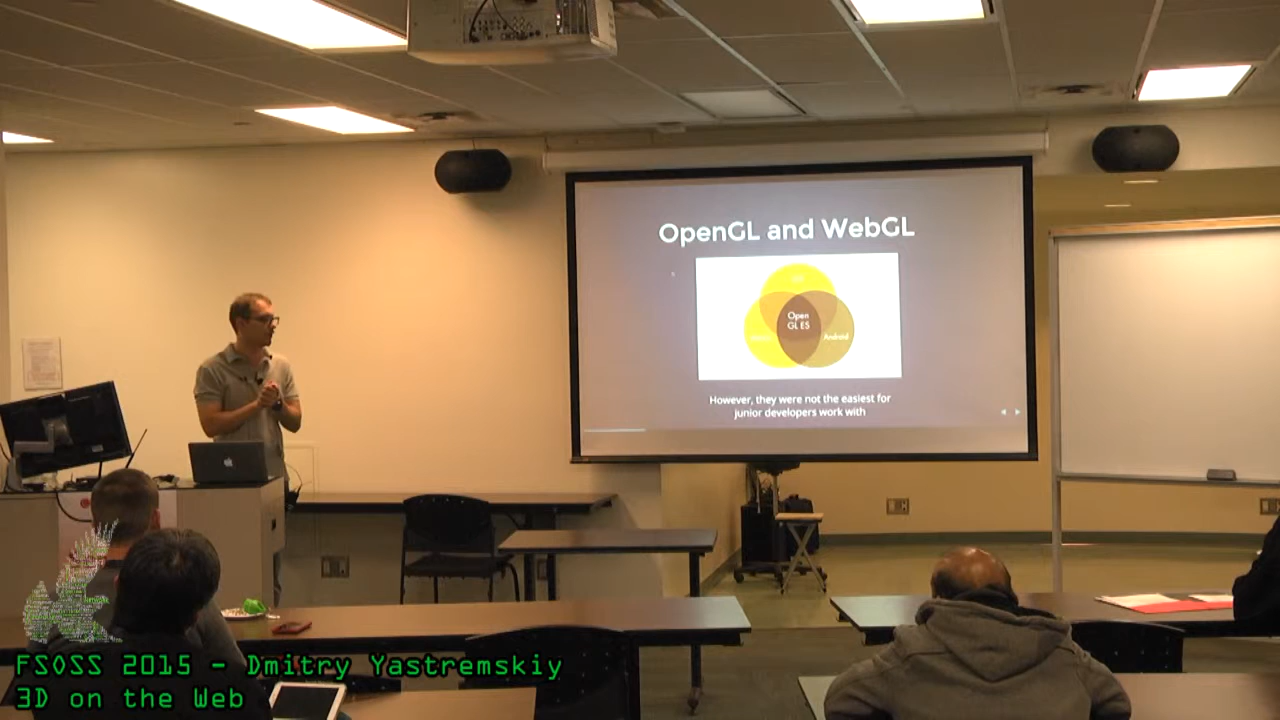 OpenGL and WebGL
Open
GL ES
Android
However, they were not the easiest for
junior developers work with
FSOSS 2015 - Dmitry Yastremskiy
3D on the Web